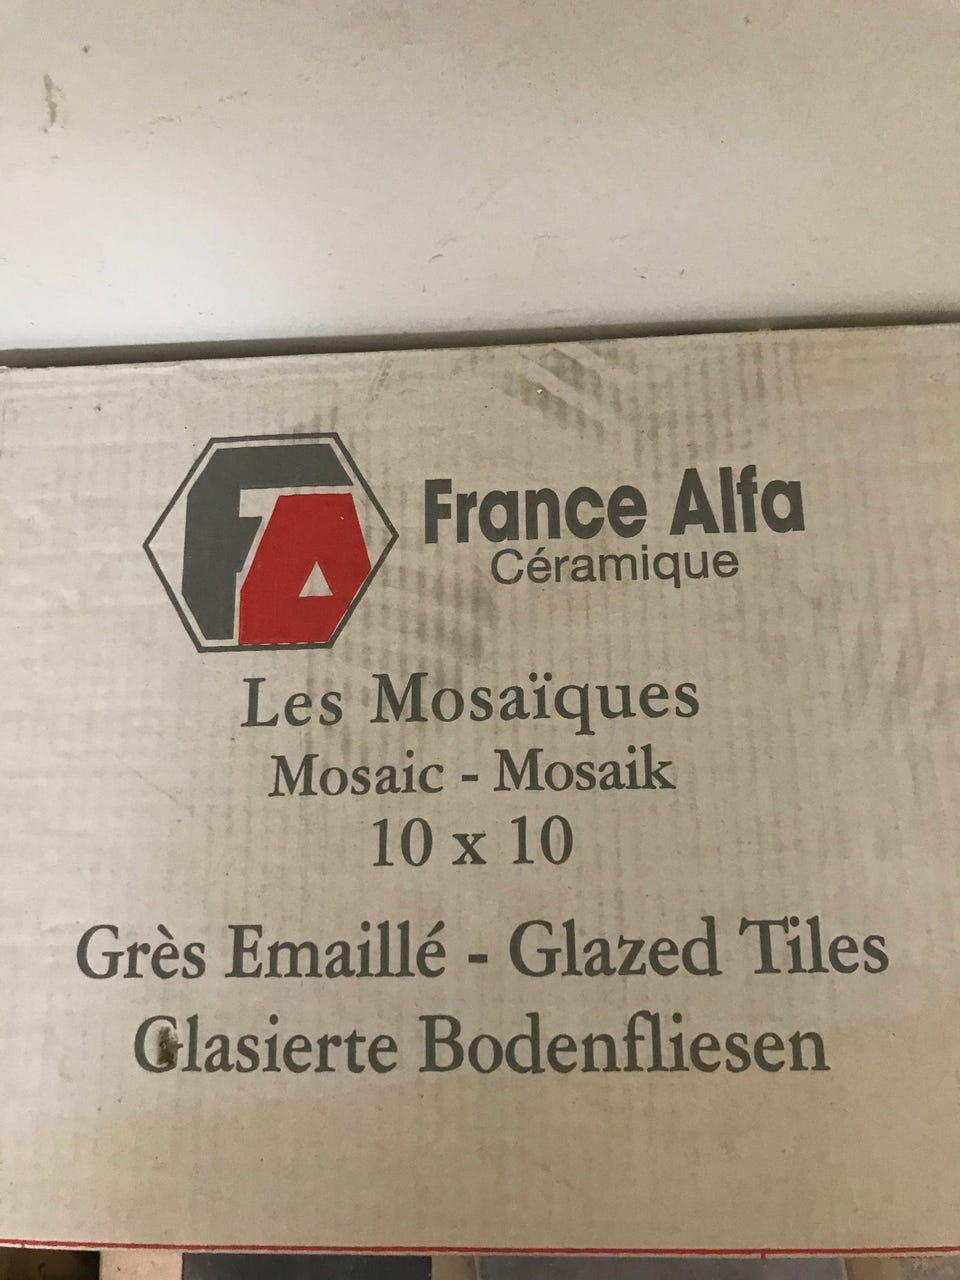 FA
France Alfa
Céramique
Les Mosaïques
Mosaic - Mosaik
10 x 10
Grès Emaillé - Glazed Tiles
Glasierte Bodenfliesen